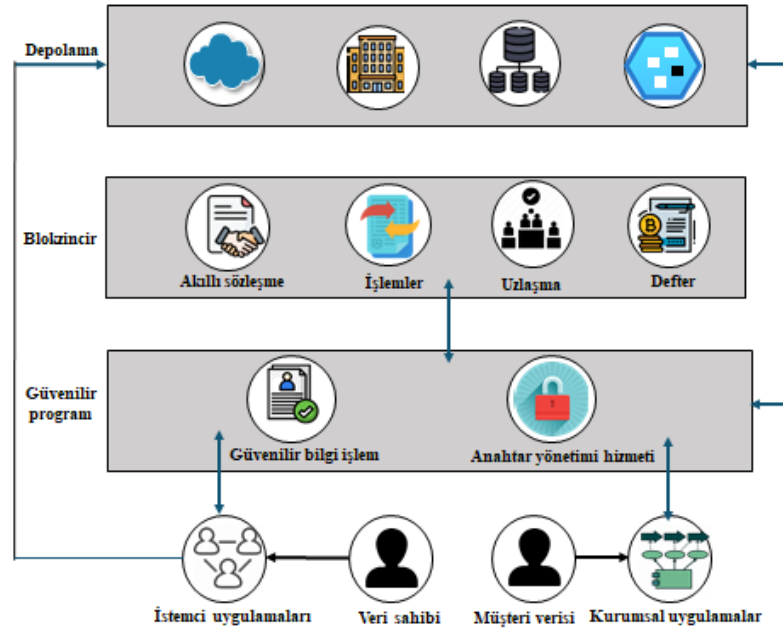 Depolama
Blokzincir
Akıllı sözleşme
İşlemler
Uzlaşma
Defter
Güvenilir
program
Güvenilir bilgi işlem
Anahtar yönetimi hizmeti
İstemci uygulamaları
Veri sahibi
Müşteri verisi
Kurumsal uygulamalar